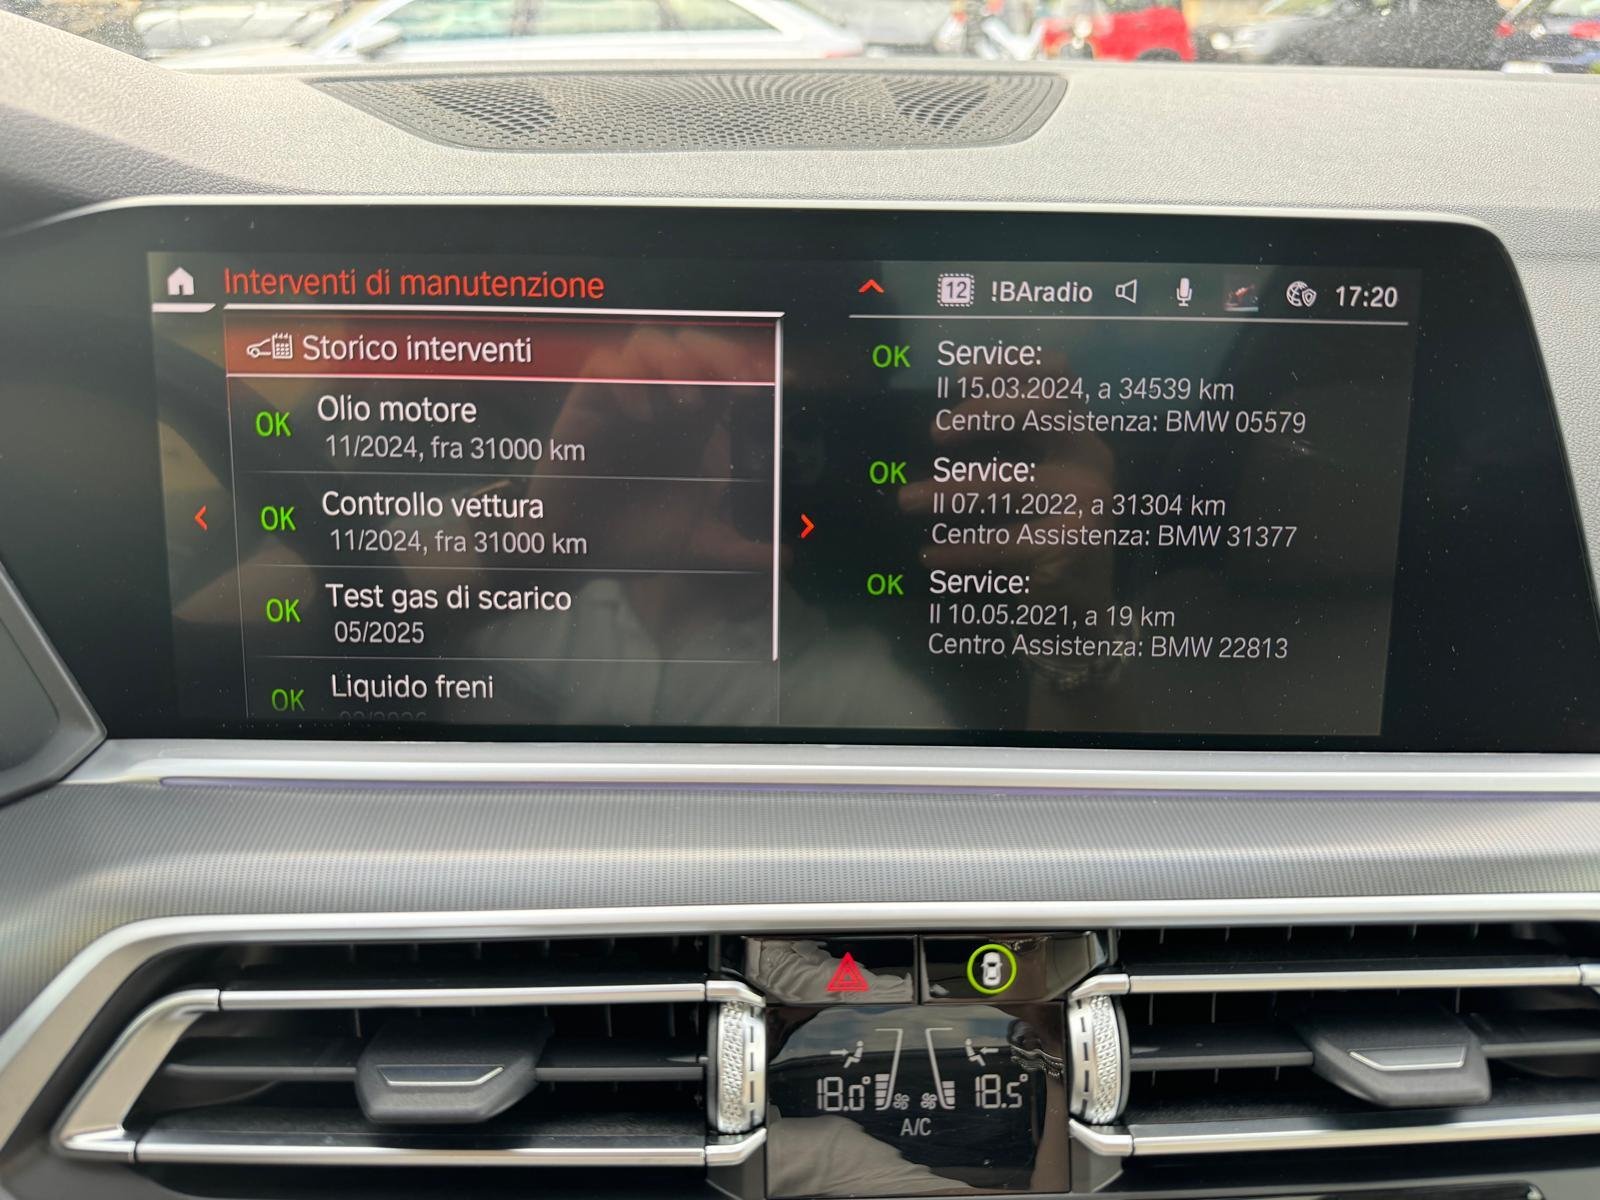 Interventi di manutenzione
12 !BAradio 17:20
Storico interventi
OK Olio motore
11/2024, fra 31000 km
OK Controllo vettura
11/2024, fra 31000 km
OK Test gas di scarico
05/2025
OK Liquido freni
OK Service:
Il 15.03.2024, a 34539 km
Centro Assistenza: BMW 05579
OK Service:
Il 07.11.2022, a 31304 km
Centro Assistenza: BMW 31377
OK Service:
Il 10.05.2021, a 19 km
Centro Assistenza: BMW 22813
18.0° 18.5°
A/C